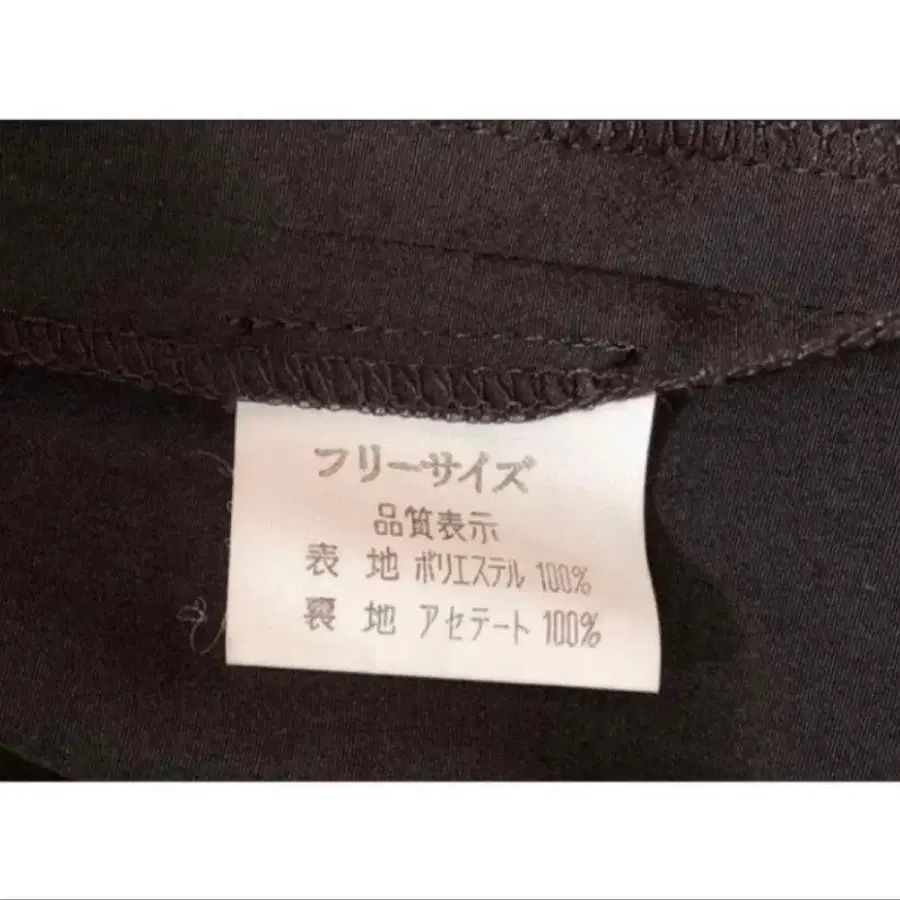 フリーサイズ
品質表示
表地 ポリエステル 100%
裏地 アセテート 100%